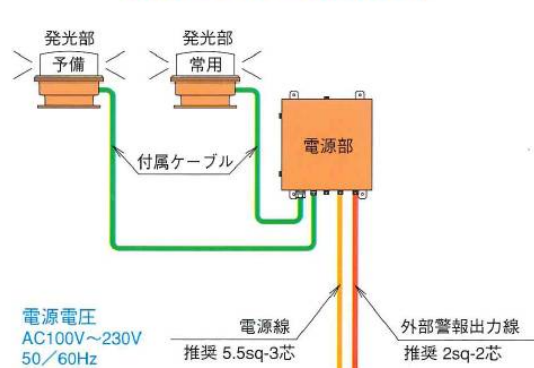 発光部
発光部
予備
常用
電源部
付属ケーブル
電源電圧
AC100V～230V
50／60Hz
電源線
推奨 5.5sq-3芯
外部警報出力線
推奨 2sq-2芯